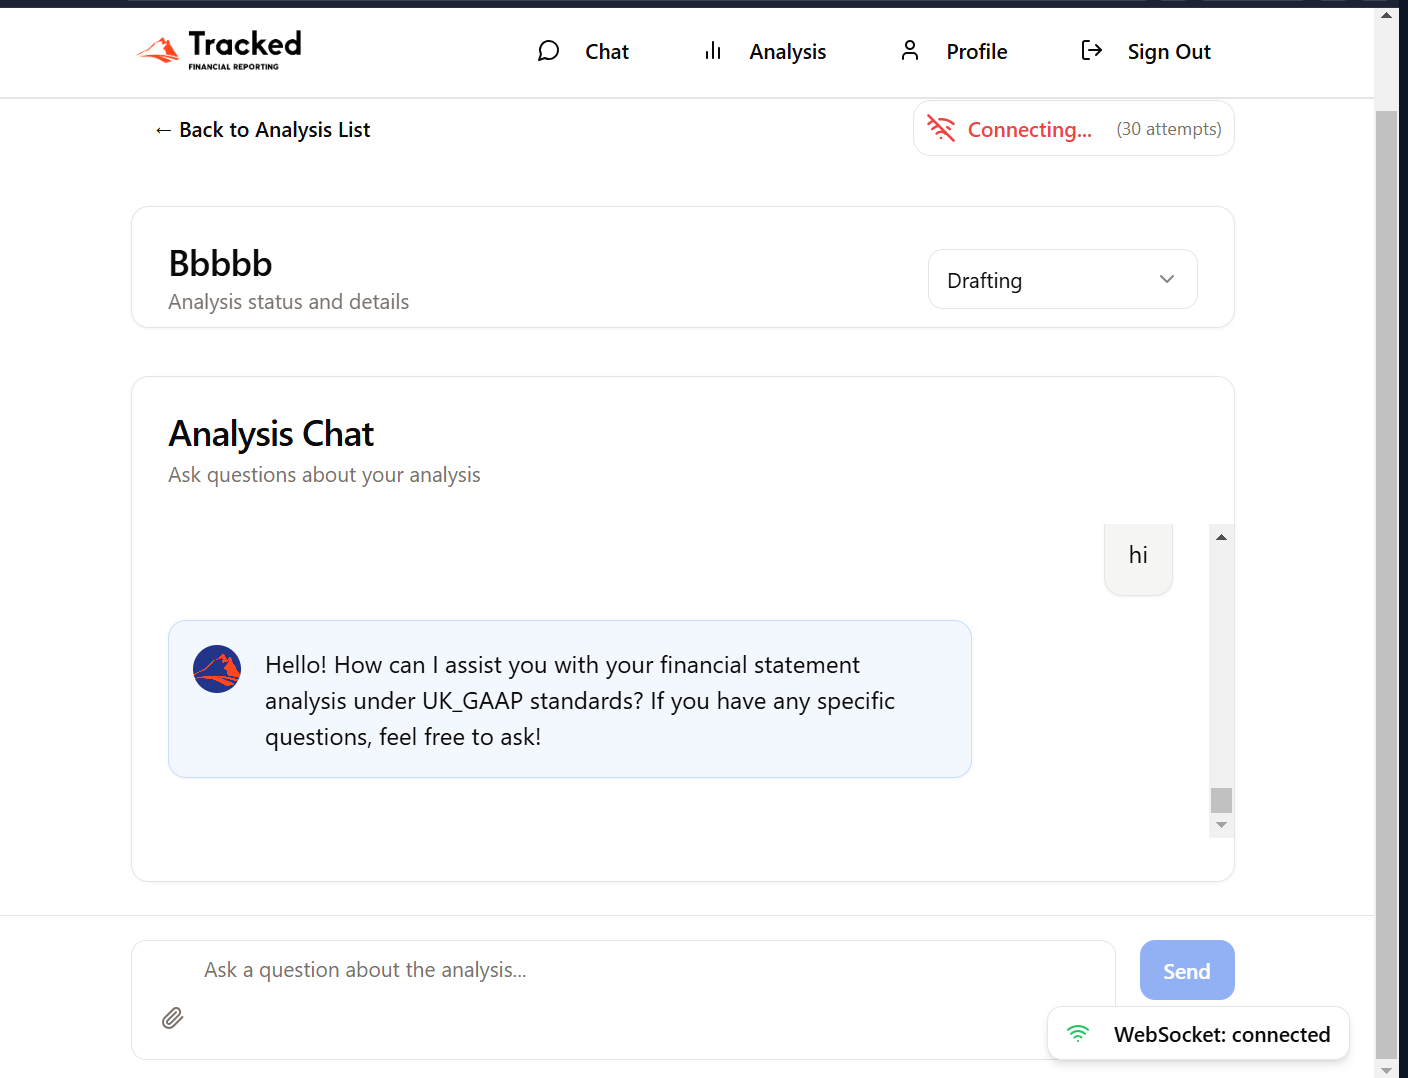 Tracked
FINANCIAL REPORTING
Chat
Analysis
Profile
Sign Out
← Back to Analysis List
Connecting... (30 attempts)
Bbbbb
Analysis status and details
Drafting
Analysis Chat
Ask questions about your analysis
hi
Hello! How can I assist you with your financial statement
analysis under UK_GAAP standards? If you have any specific
questions, feel free to ask!
Ask a question about the analysis...
Send
WebSocket: connected